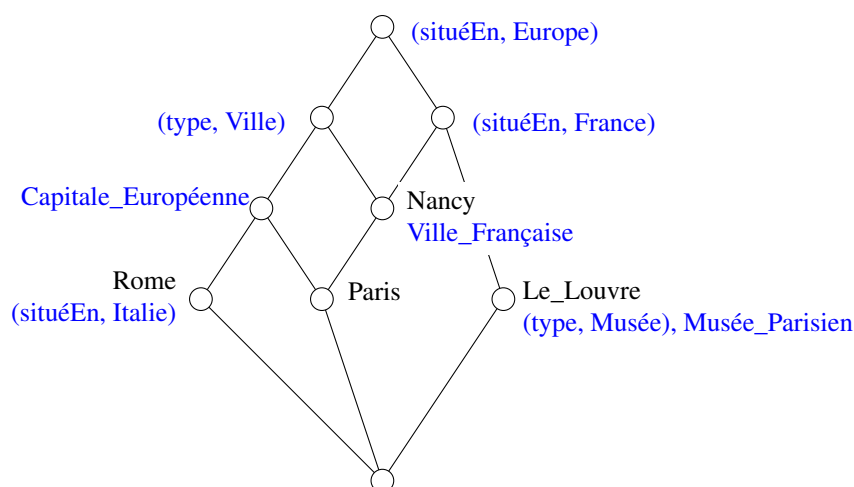 (situéEn, Europe)
(type, Ville)
(situéEn, France)
Capitale_Européenne
Nancy
Ville_Française
Rome
(situéEn, Italie)
Paris
Le_Louvre
(type, Musée), Musée_Parisien